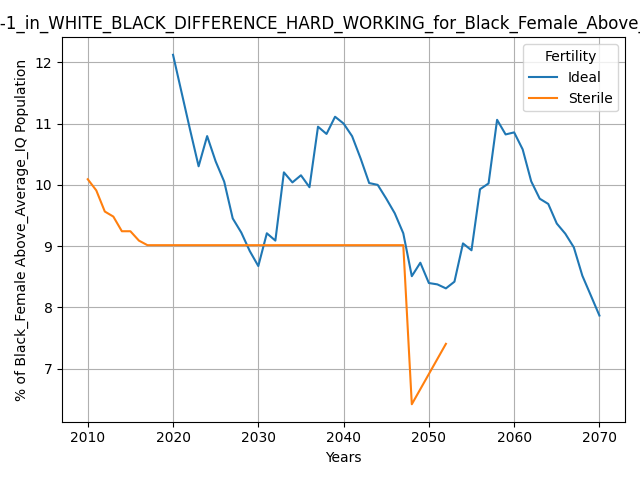 -1_in_WHITE_BLACK_DIFFERENCE_HARD_WORKING_for_Black_Female_Above_
% of Black_Female Above_Average_IQ Population
12
11
10
9
8
7
Fertility
Ideal
Sterile
2010
2020
2030
2040
2050
2060
2070
Years